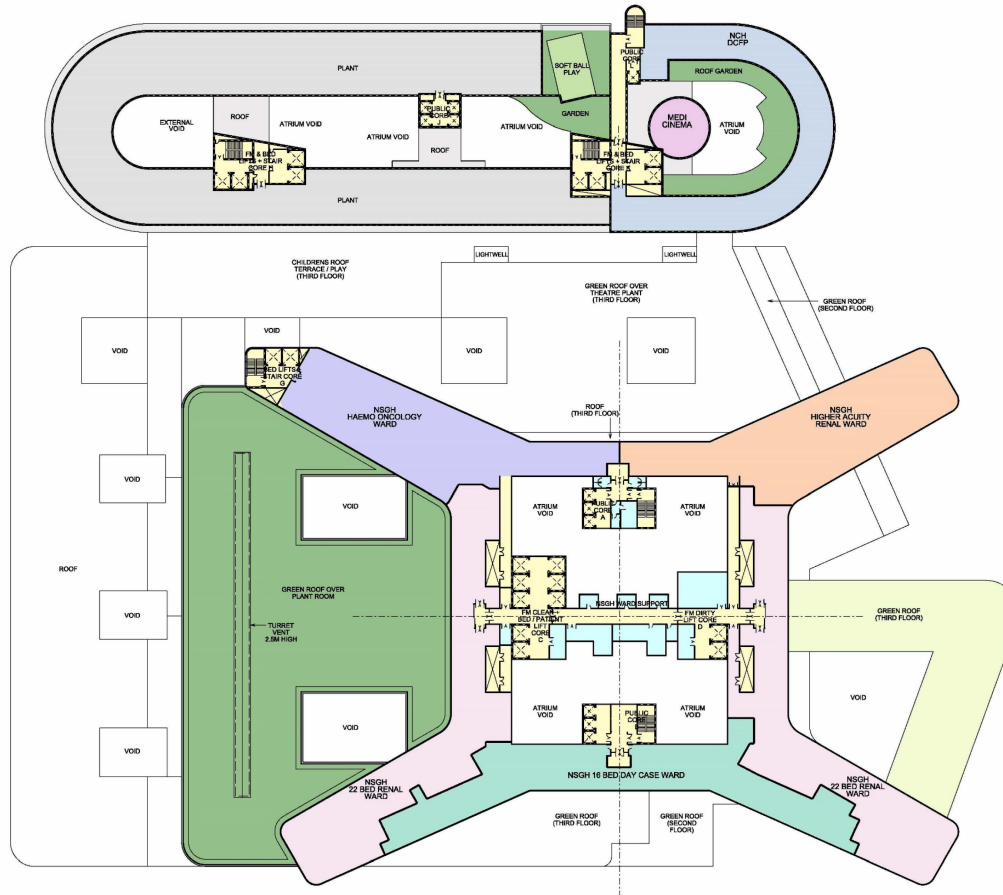 NCH
DCFP
PUBLIC
CORE
PLANT
SOFT BALL
PLAY
ROOF GARDEN
PUBLIC
CORE
J
ROOF
GARDEN
MEDI
CINEMA
EXTERNAL
VOID
ATRIUM VOID
ATRIUM VOID
ATRIUM VOID
ATRIUM
VOID
ROOF
FM & BED
LIFTS + STAIR
CORE H
FM & BED
LIFTS + STAIR
CORE
PLANT
CHILDRENS ROOF
TERRACE / PLAY
(THIRD FLOOR)
LIGHTWELL
LIGHTWELL
GREEN ROOF OVER
THEATRE PLANT
(THIRD FLOOR)
GREEN ROOF
(SECOND FLOOR)
VOID
VOID
VOID
VOID
BED LIFTS &
STAIR CORE
G
NSGH
HAEMO ONCOLOGY
WARD
ROOF
(THIRD FLOOR)
NSGH
HIGHER ACUITY
RENAL WARD
VOID
VOID
ATRIUM
VOID
PUBLIC
CORE
A
ATRIUM
VOID
ROOF
GREEN ROOF OVER
PLANT ROOM
TURRET
VENT
2.5M HIGH
VOID
FM CLEAN +
BED / PATIENT
LIFT
CORE
C
NSGH WARD SUPPORT
FM DIRTY
LIFT CORE
D
GREEN ROOF
(THIRD FLOOR)
VOID
VOID
VOID
ATRIUM
VOID
PUBLIC
CORE
ATRIUM
VOID
NSGH
22 BED RENAL
WARD
NSGH 16 BED DAY CASE WARD
NSGH
22 BED RENAL
WARD
GREEN ROOF
(THIRD FLOOR)
GREEN ROOF
(SECOND
FLOOR)